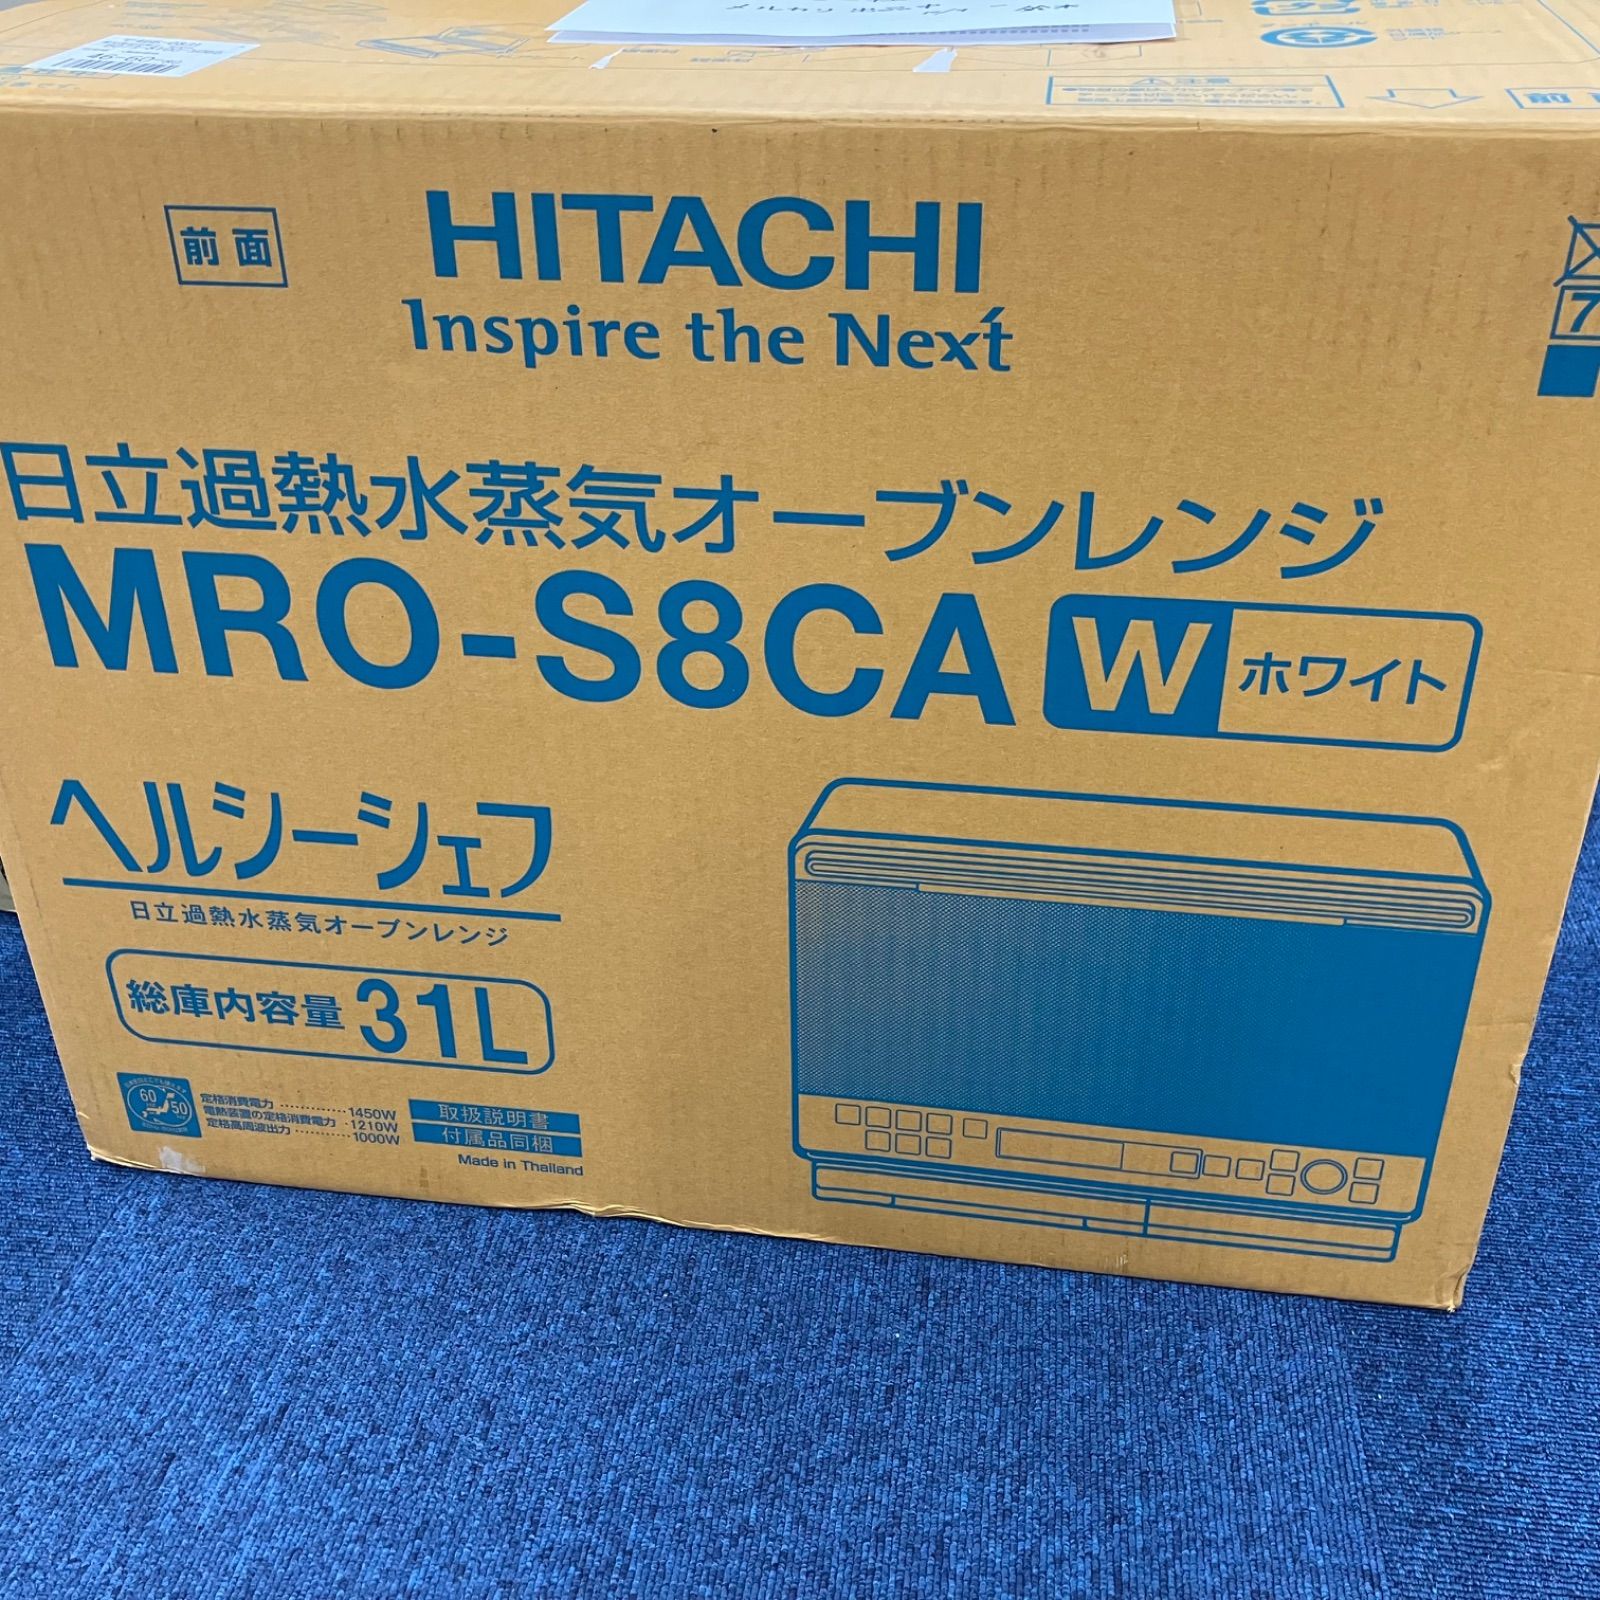 注意
前
前面
HITACHI
Inspire the Next
7
日立過熱水蒸気オーブンレンジ
MRO-S8CA W ホワイト
ヘルシーシェフ
日立過熱水蒸気オーブンレンジ
総庫内容量 31L
60
50
定格消費電力 ············· 1450W
電熱装置の定格消費電力 · 1210W
定格高周波出力 ··········· 1000W
取扱説明書
付属品同梱
Made in Thailand